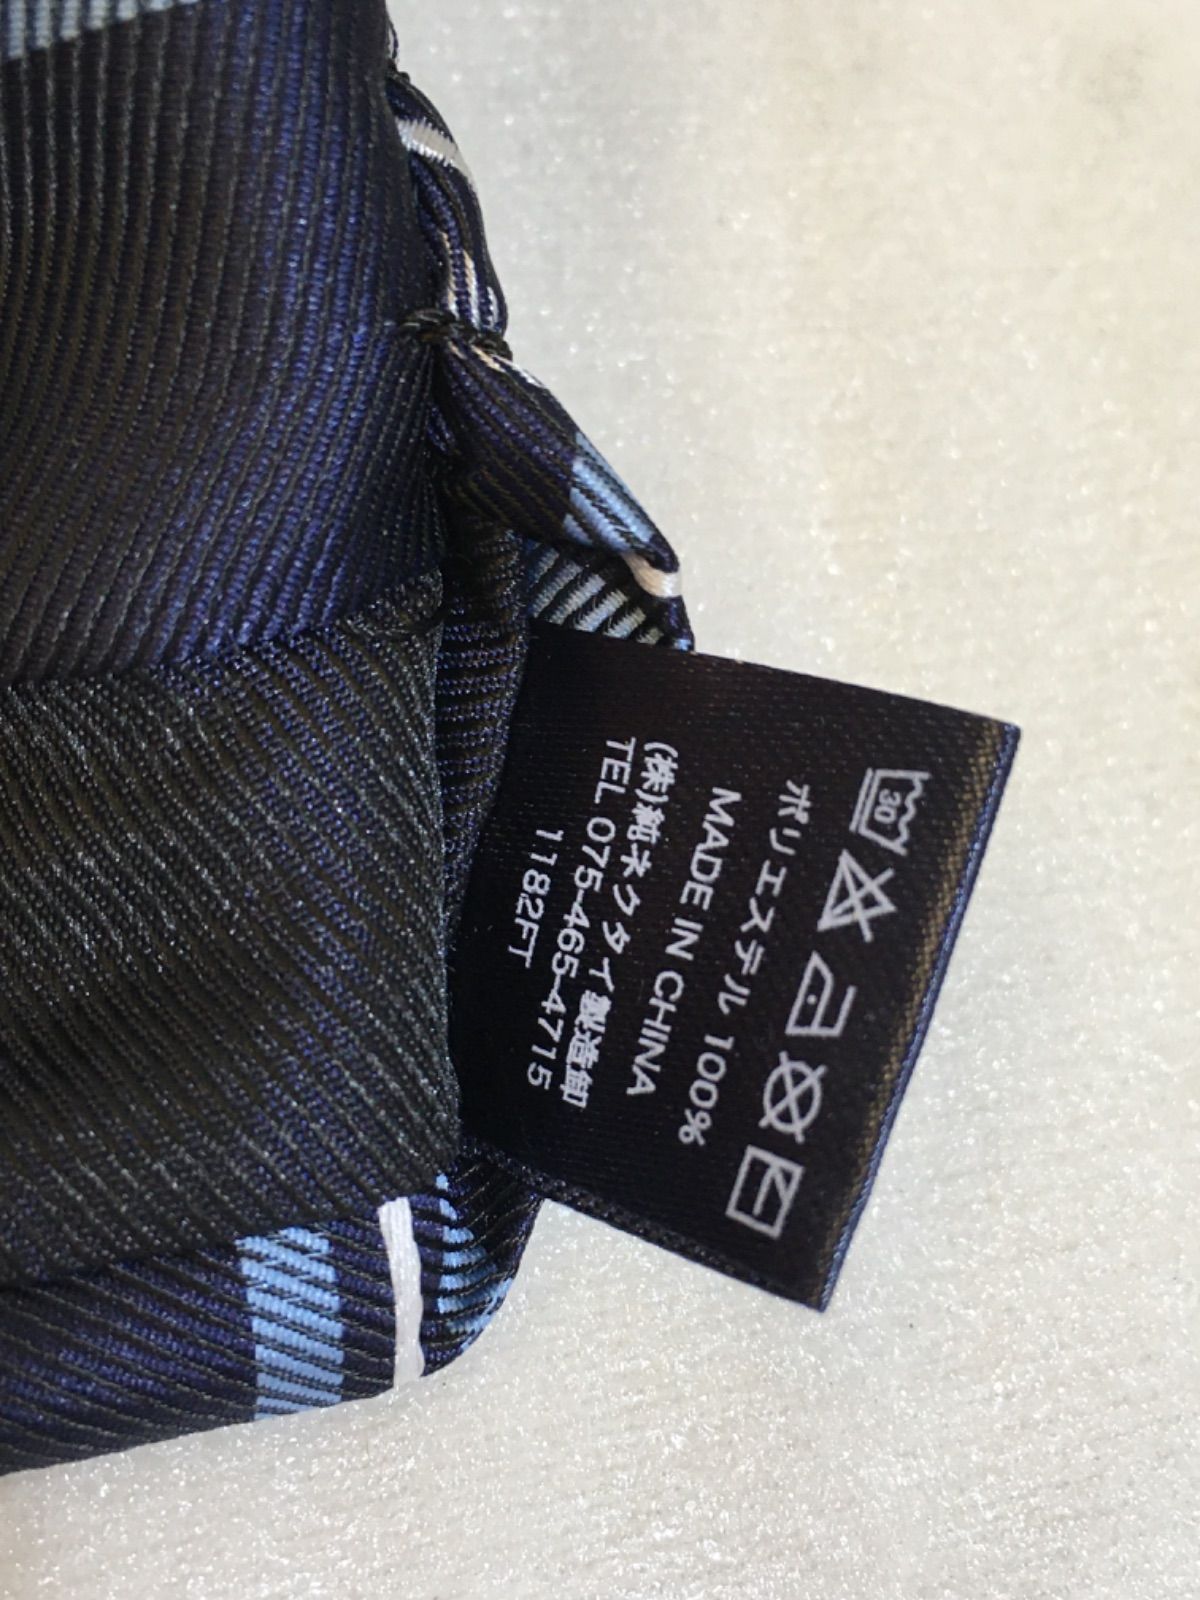 30
ポリエステル 100%
MADE IN CHINA
(株)純ネクタイ製造卸
TEL 075-465-4715
1182FT